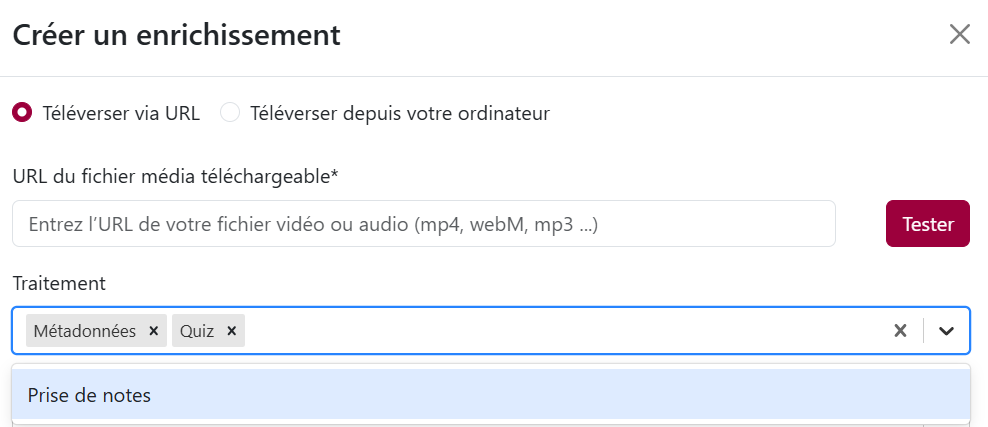 Créer un enrichissement
Téléverser via URL Téléverser depuis votre ordinateur
URL du fichier média téléchargeable*
Entrez l’URL de votre fichier vidéo ou audio (mp4, webM, mp3 ...) Tester
Traitement
Métadonnées × Quiz ×
Prise de notes